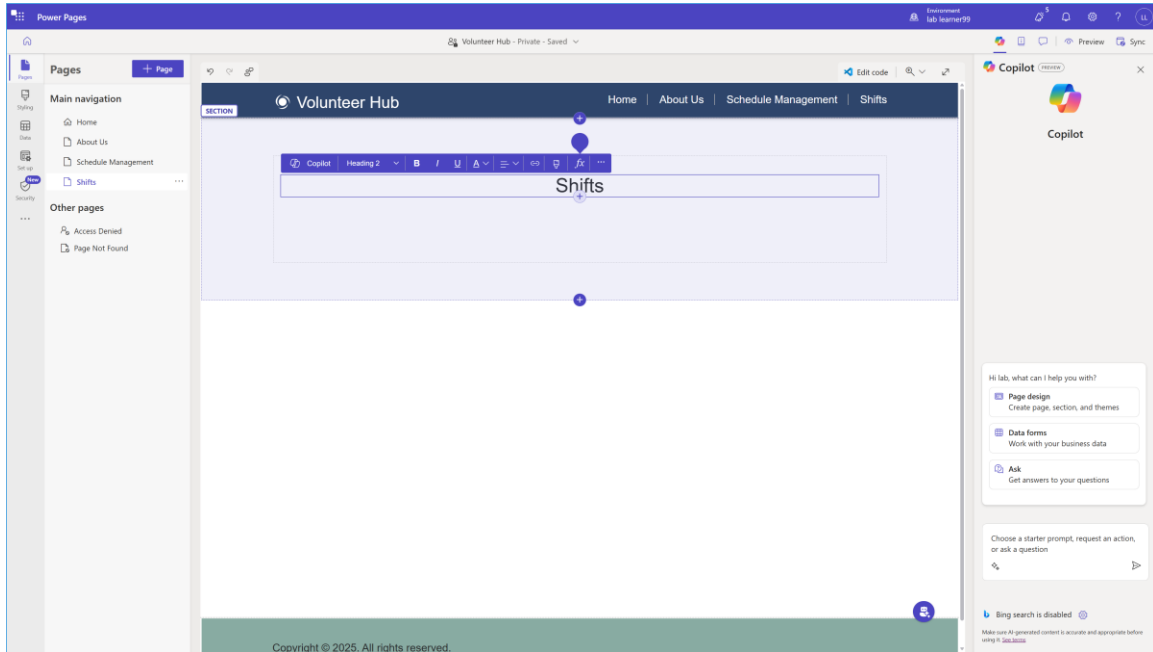 Power Pages
Environment
lab learner99
5
?
LL
Volunteer Hub - Private - Saved
Preview
Sync
Pages
Styling
Data
Set up
New
Security
Pages
+ Page
Main navigation
Home
About Us
Schedule Management
Shifts
...
Other pages
Access Denied
Page Not Found
Edit code
SECTION
Volunteer Hub
Home | About Us | Schedule Management | Shifts
Copilot
Heading 2
B I U A fx ...
Shifts
Copyright © 2025. All rights reserved.
Copilot
PREVIEW
Copilot
Hi lab, what can I help you with?
Page design
Create page, section, and themes
Data forms
Work with your business data
Ask
Get answers to your questions
Choose a starter prompt, request an action,
or ask a question
Bing search is disabled
Make sure AI-generated content is accurate and appropriate before
using it. See terms